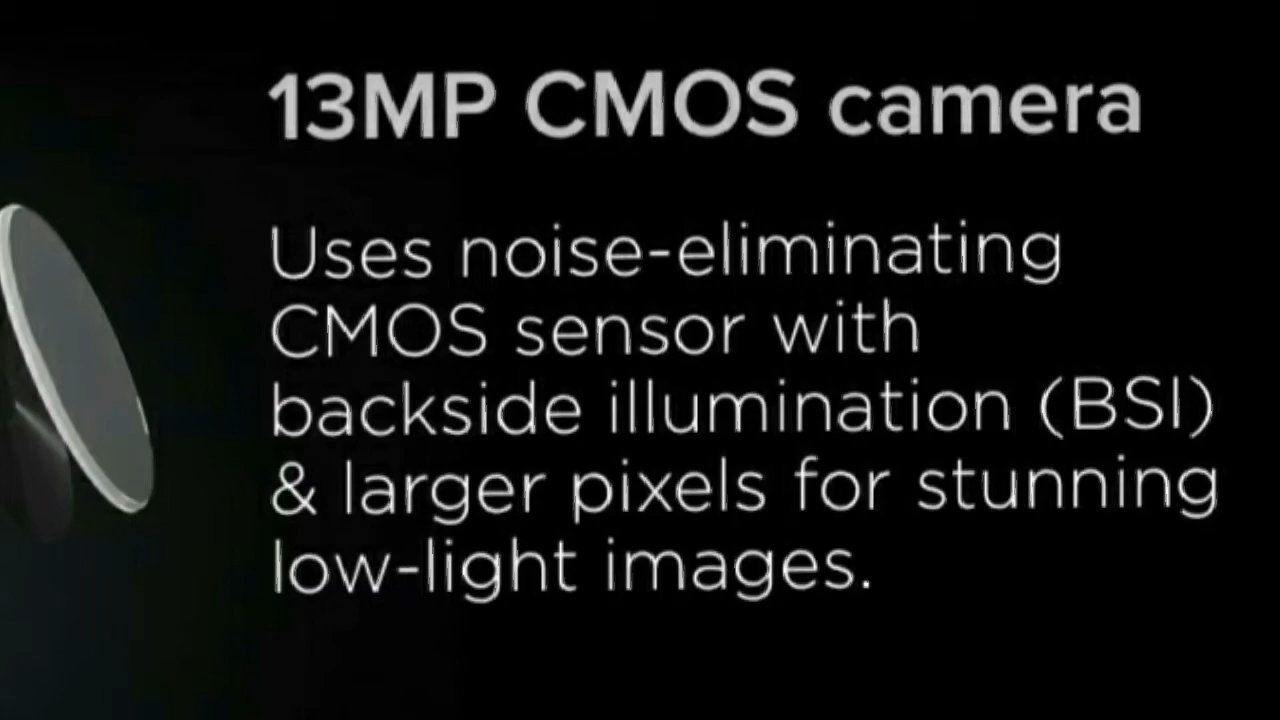 13MP CMOS camera
Uses noise-eliminating
CMOS sensor with
backside illumination (BSI)
& larger pixels for stunning
low-light images.